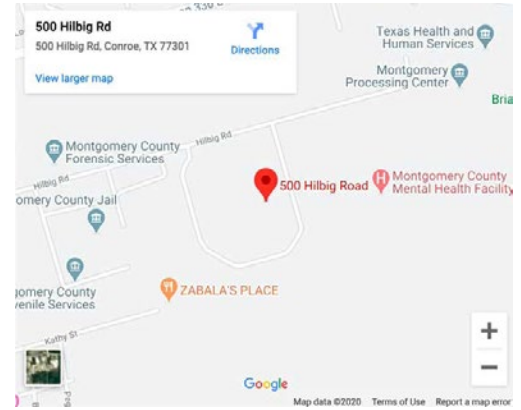 500 Hilbig Rd
500 Hilbig Rd, Conroe, TX 77301
Directions
View larger map
Texas Health and
Human Services
Montgomery
Processing Center
Bria
Montgomery County
Forensic Services
Hilbig Rd
Hilbig Rd
500 Hilbig Road
Montgomery County
Mental Health Facility
omery County Jail
gomery County
venile Services
ZABALA'S PLACE
Kathy St
Google
Map data ©2020 Terms of Use Report a map error